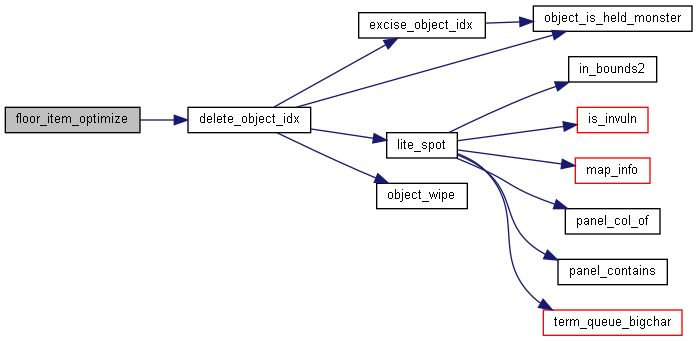 floor_item_optimize
delete_object_idx
excise_object_idx
object_is_held_monster
lite_spot
object_wipe
in_bounds2
is_invuln
map_info
panel_col_of
panel_contains
term_queue_bigchar